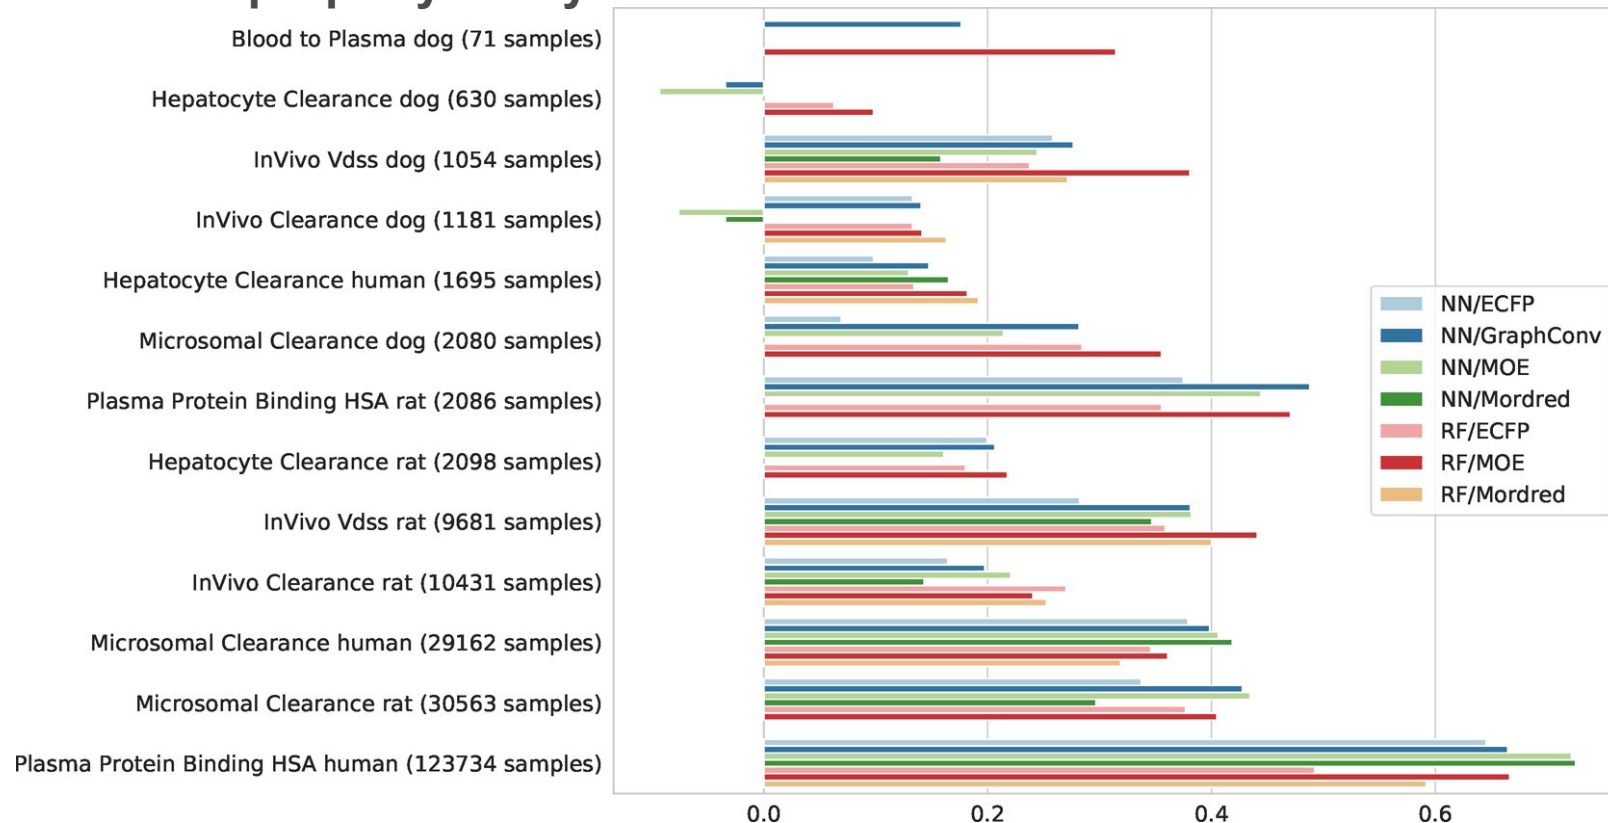 Blood to Plasma dog (71 samples)
Hepatocyte Clearance dog (630 samples)
InVivo Vdss dog (1054 samples)
InVivo Clearance dog (1181 samples)
Hepatocyte Clearance human (1695 samples)
Microsomal Clearance dog (2080 samples)
Plasma Protein Binding HSA rat (2086 samples)
Hepatocyte Clearance rat (2098 samples)
InVivo Vdss rat (9681 samples)
InVivo Clearance rat (10431 samples)
Microsomal Clearance human (29162 samples)
Microsomal Clearance rat (30563 samples)
Plasma Protein Binding HSA human (123734 samples)
0.0 0.2 0.4 0.6
NN/ECFP
NN/GraphConv
NN/MOE
NN/Mordred
RF/ECFP
RF/MOE
RF/Mordred